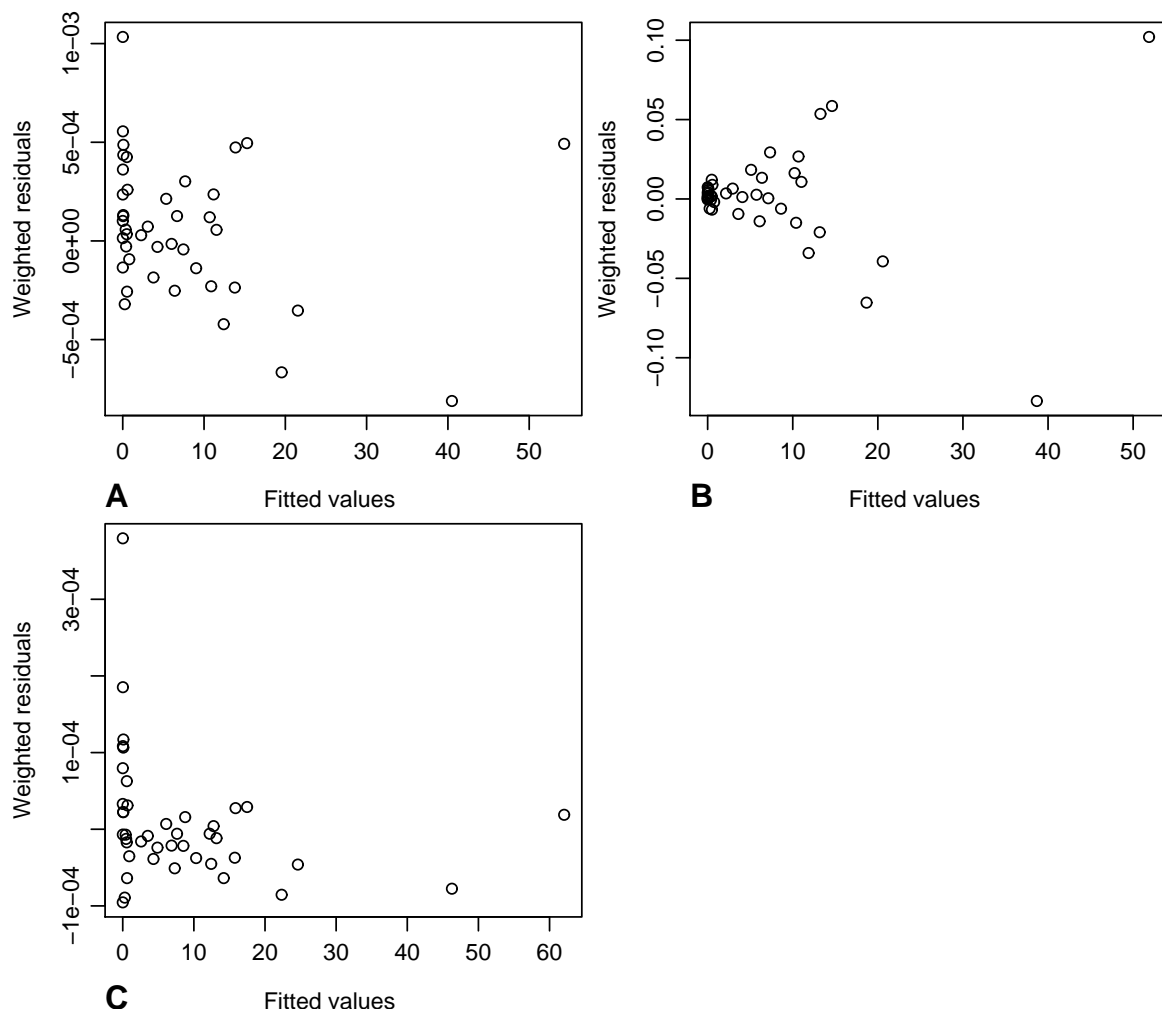 1e−03
5e−04
0e+00
−5e−04
Weighted residuals
0 10 20 30 40 50
A Fitted values
0.10
0.05
0.00
−0.05
−0.10
Weighted residuals
0 10 20 30 40 50
B Fitted values
3e−04
1e−04
−1e−04
Weighted residuals
0 10 20 30 40 50 60
C Fitted values